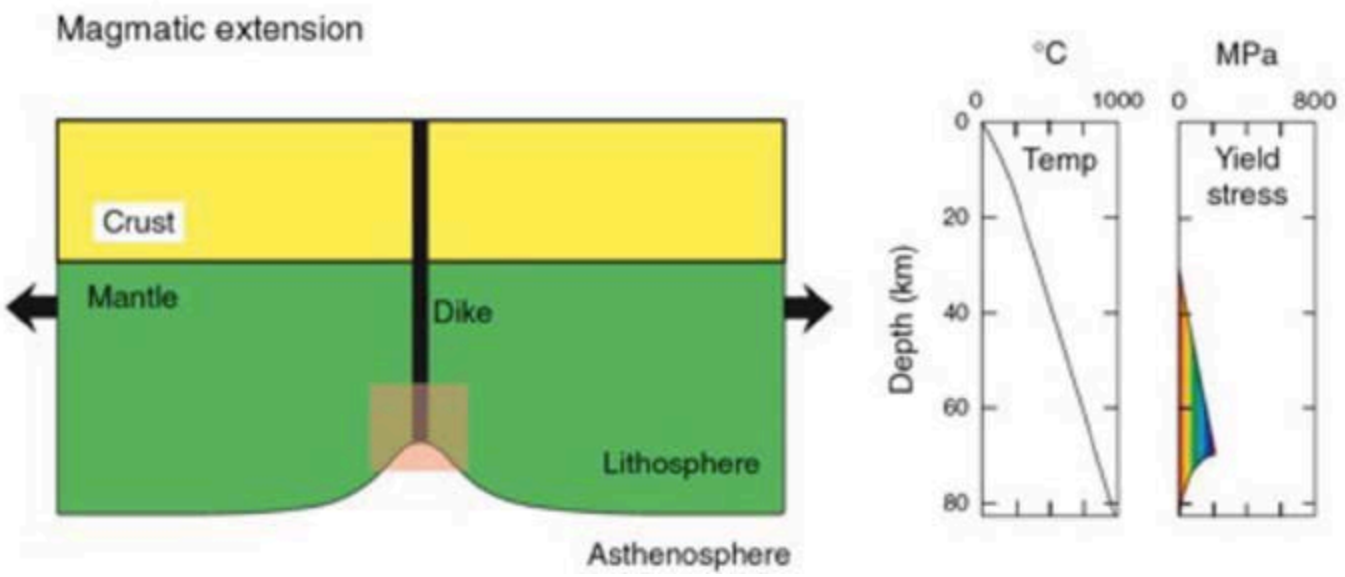 Magmatic extension
Crust
Mantle
Dike
Lithosphere
Asthenosphere
°C
MPa
0 1000 0 800
Temp
Yield
stress
Depth (km)
0
20
40
60
80